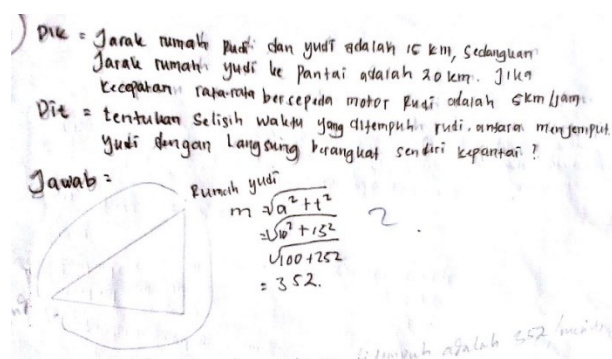 Dik = Jarak rumah Rudi dan yudi adalah 15 km, Sedangkan
Jarak rumah yudi ke Pantai adalah 20 km. Jika
kecepatan rata-rata bersepeda motor Rudi adalah 5km/jam
Dit = tentukan Selisih waktu yang ditempuh rudi. antara menjemput
Yudi dengan Langsung berangkat sendiri kepantai ?
Jawab =
Rumah yudi
m = √a² + t²
= √10² + 15²
√100 + 252
= 352.
2
ditempuh adalah 352/